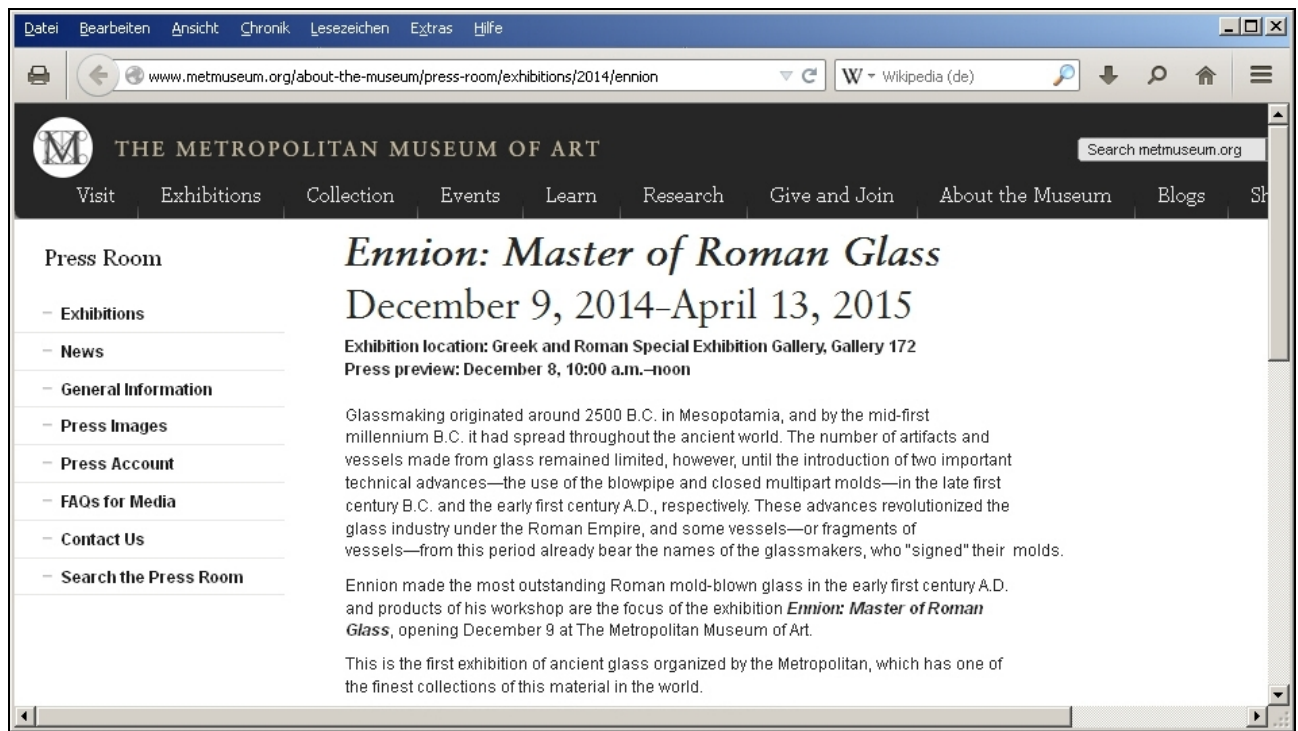 Datei Bearbeiten Ansicht Chronik Lesezeichen Extras Hilfe
www.metmuseum.org/about-the-museum/press-room/exhibitions/2014/ennion W Wikipedia (de)
M THE METROPOLITAN MUSEUM OF ART Search metmuseum.org
Visit Exhibitions Collection Events Learn Research Give and Join About the Museum Blogs Sh
Press Room
– Exhibitions
– News
– General Information
– Press Images
– Press Account
– FAQs for Media
– Contact Us
– Search the Press Room
Ennion: Master of Roman Glass
December 9, 2014–April 13, 2015
Exhibition location: Greek and Roman Special Exhibition Gallery, Gallery 172
Press preview: December 8, 10:00 a.m.–noon
Glassmaking originated around 2500 B.C. in Mesopotamia, and by the mid-first
millennium B.C. it had spread throughout the ancient world. The number of artifacts and
vessels made from glass remained limited, however, until the introduction of two important
technical advances—the use of the blowpipe and closed multipart molds—in the late first
century B.C. and the early first century A.D., respectively. These advances revolutionized the
glass industry under the Roman Empire, and some vessels—or fragments of
vessels—from this period already bear the names of the glassmakers, who "signed" their molds.
Ennion made the most outstanding Roman mold-blown glass in the early first century A.D.
and products of his workshop are the focus of the exhibition Ennion: Master of Roman
Glass, opening December 9 at The Metropolitan Museum of Art.
This is the first exhibition of ancient glass organized by the Metropolitan, which has one of
the finest collections of this material in the world.